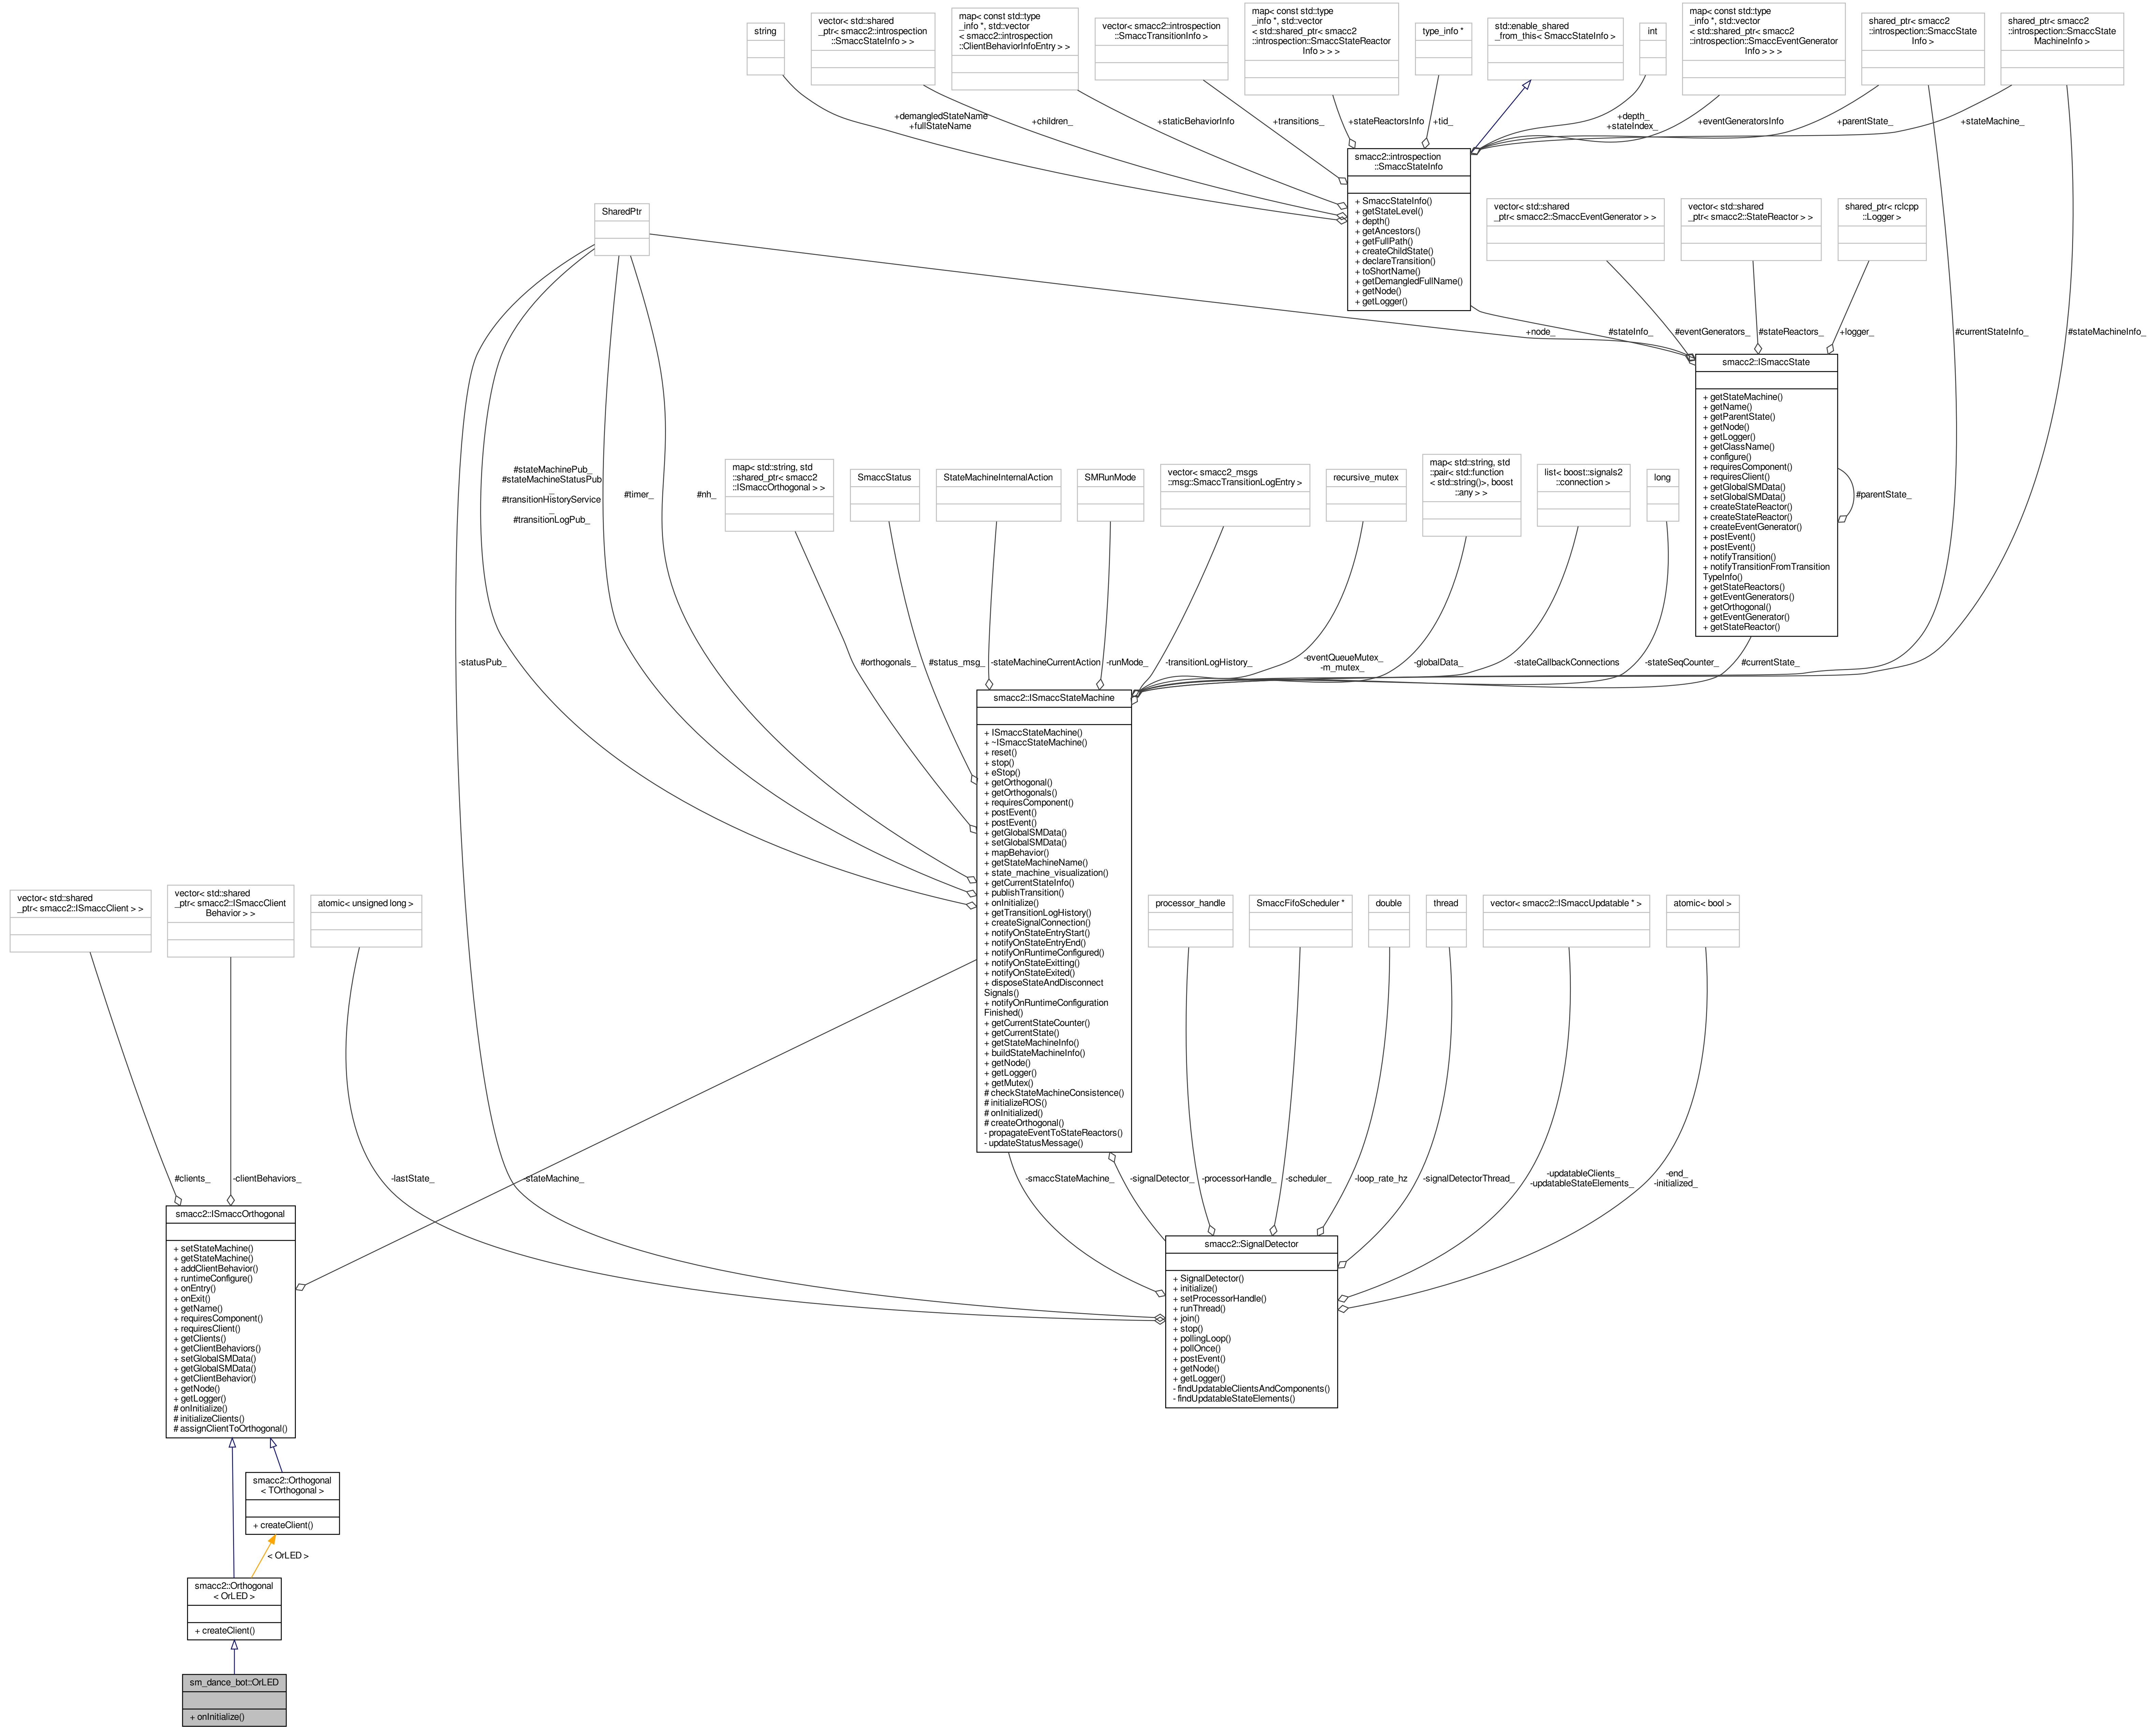 string
vector< std::shared
_ptr< smacc2::introspection
::SmaccStateInfo > >
map< const std::type
_info *, std::vector
< smacc2::introspection
::ClientBehaviorInfoEntry > >
vector< smacc2::introspection
::SmaccTransitionInfo >
map< const std::type
_info *, std::vector
< std::shared_ptr< smacc2
::introspection::SmaccStateReactor
Info > > >
type_info *
std::enable_shared
_from_this< SmaccStateInfo >
int
map< const std::type
_info *, std::vector
< std::shared_ptr< smacc2
::introspection::SmaccEventGenerator
Info > > >
shared_ptr< smacc2
::introspection::SmaccState
Info >
shared_ptr< smacc2
::introspection::SmaccState
MachineInfo >
+demangledStateName
+fullStateName
+children_
+staticBehaviorInfo
+transitions_
+stateReactorsInfo
+tid_
+depth_
+stateIndex_
+eventGeneratorsInfo
+parentState_
+stateMachine_
smacc2::introspection
::SmaccStateInfo
+ SmaccStateInfo()
+ getStateLevel()
+ depth()
+ getAncestors()
+ getFullPath()
+ createChildState()
+ declareTransition()
+ toShortName()
+ getDemangledFullName()
+ getNode()
+ getLogger()
SharedPtr
vector< std::shared
_ptr< smacc2::SmaccEventGenerator > >
vector< std::shared
_ptr< smacc2::StateReactor > >
shared_ptr< rclcpp
::Logger >
+node_
#stateInfo_
#eventGenerators_
#stateReactors_
+logger_
#currentStateInfo_
#stateMachineInfo_
smacc2::ISmaccState
+ getStateMachine()
+ getName()
+ getParentState()
+ getNode()
+ getLogger()
+ getClassName()
+ configure()
+ requiresComponent()
+ requiresClient()
+ getGlobalSMData()
+ setGlobalSMData()
+ createStateReactor()
+ createStateReactor()
+ createEventGenerator()
+ postEvent()
+ postEvent()
+ notifyTransition()
+ notifyTransitionFromTransition
TypeInfo()
+ getStateReactors()
+ getEventGenerators()
+ getOrthogonal()
+ getEventGenerator()
+ getStateReactor()
#parentState_
#stateMachinePub_
#stateMachineStatusPub
_
#transitionHistoryService
_
#transitionLogPub_
#timer_
#nh_
map< std::string, std
::shared_ptr< smacc2
::ISmaccOrthogonal > >
SmaccStatus
StateMachineInternalAction
SMRunMode
vector< smacc2_msgs
::msg::SmaccTransitionLogEntry >
recursive_mutex
map< std::string, std
::pair< std::function
< std::string()>, boost
::any > >
list< boost::signals2
::connection >
long
-statusPub_
#orthogonals_
#status_msg_
-stateMachineCurrentAction
-runMode_
-transitionLogHistory_
-eventQueueMutex_
-m_mutex_
-globalData_
-stateCallbackConnections
-stateSeqCounter_
#currentState_
smacc2::ISmaccStateMachine
+ ISmaccStateMachine()
+ ~ISmaccStateMachine()
+ reset()
+ stop()
+ eStop()
+ getOrthogonal()
+ getOrthogonals()
+ requiresComponent()
+ postEvent()
+ postEvent()
+ getGlobalSMData()
+ setGlobalSMData()
+ mapBehavior()
+ getStateMachineName()
+ state_machine_visualization()
+ getCurrentStateInfo()
+ publishTransition()
+ onInitialize()
+ getTransitionLogHistory()
+ createSignalConnection()
+ notifyOnStateEntryStart()
+ notifyOnStateEntryEnd()
+ notifyOnRuntimeConfigured()
+ notifyOnStateExitting()
+ notifyOnStateExited()
+ disposeStateAndDisconnect
Signals()
+ notifyOnRuntimeConfiguration
Finished()
+ getCurrentStateCounter()
+ getCurrentState()
+ getStateMachineInfo()
+ buildStateMachineInfo()
+ getNode()
+ getLogger()
+ getMutex()
# checkStateMachineConsistence()
# initializeROS()
# onInitialized()
# createOrthogonal()
- propagateEventToStateReactors()
- updateStatusMessage()
vector< std::shared
_ptr< smacc2::ISmaccClient > >
vector< std::shared
_ptr< smacc2::ISmaccClient
Behavior > >
atomic< unsigned long >
processor_handle
SmaccFifoScheduler *
double
thread
vector< smacc2::ISmaccUpdatable * >
atomic< bool >
#clients_
-clientBehaviors_
-lastState_
-stateMachine_
-smaccStateMachine_
-signalDetector_
-processorHandle_
-scheduler_
-loop_rate_hz
-signalDetectorThread_
-updatableClients_
-updatableStateElements_
-end_
-initialized_
smacc2::ISmaccOrthogonal
+ setStateMachine()
+ getStateMachine()
+ addClientBehavior()
+ runtimeConfigure()
+ onEntry()
+ onExit()
+ getName()
+ requiresComponent()
+ requiresClient()
+ getClients()
+ getClientBehaviors()
+ setGlobalSMData()
+ getGlobalSMData()
+ getClientBehavior()
+ getNode()
+ getLogger()
# onInitialize()
# initializeClients()
# assignClientToOrthogonal()
smacc2::SignalDetector
+ SignalDetector()
+ initialize()
+ setProcessorHandle()
+ runThread()
+ join()
+ stop()
+ pollingLoop()
+ pollOnce()
+ postEvent()
+ getNode()
+ getLogger()
- findUpdatableClientsAndComponents()
- findUpdatableStateElements()
smacc2::Orthogonal
< TOrthogonal >
+ createClient()
< OrLED >
smacc2::Orthogonal
< OrLED >
+ createClient()
sm_dance_bot::OrLED
+ onInitialize()